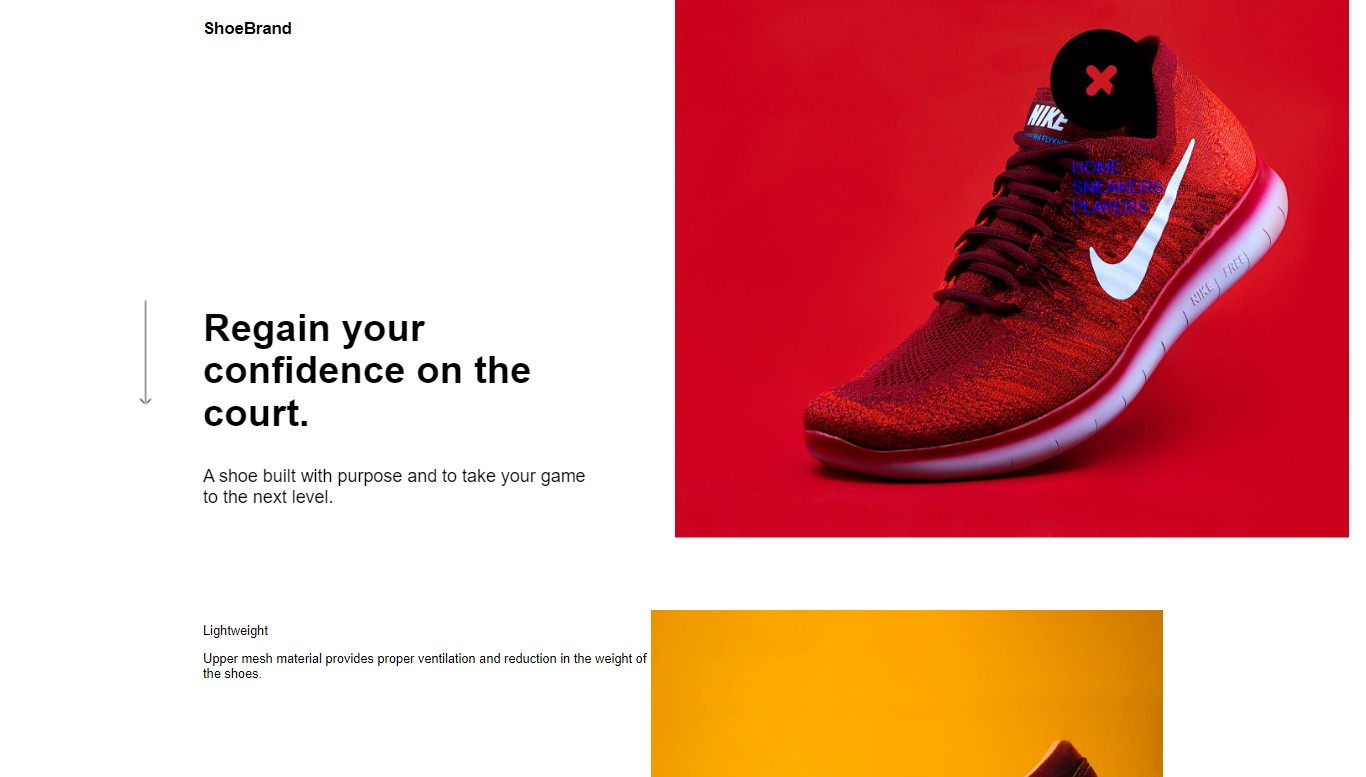 ShoeBrand
NIKE
HOME
SNEAKERS
PLAYERS
NIKE FREE
Regain your
confidence on the
court.
A shoe built with purpose and to take your game
to the next level.
Lightweight
Upper mesh material provides proper ventilation and reduction in the weight of
the shoes.